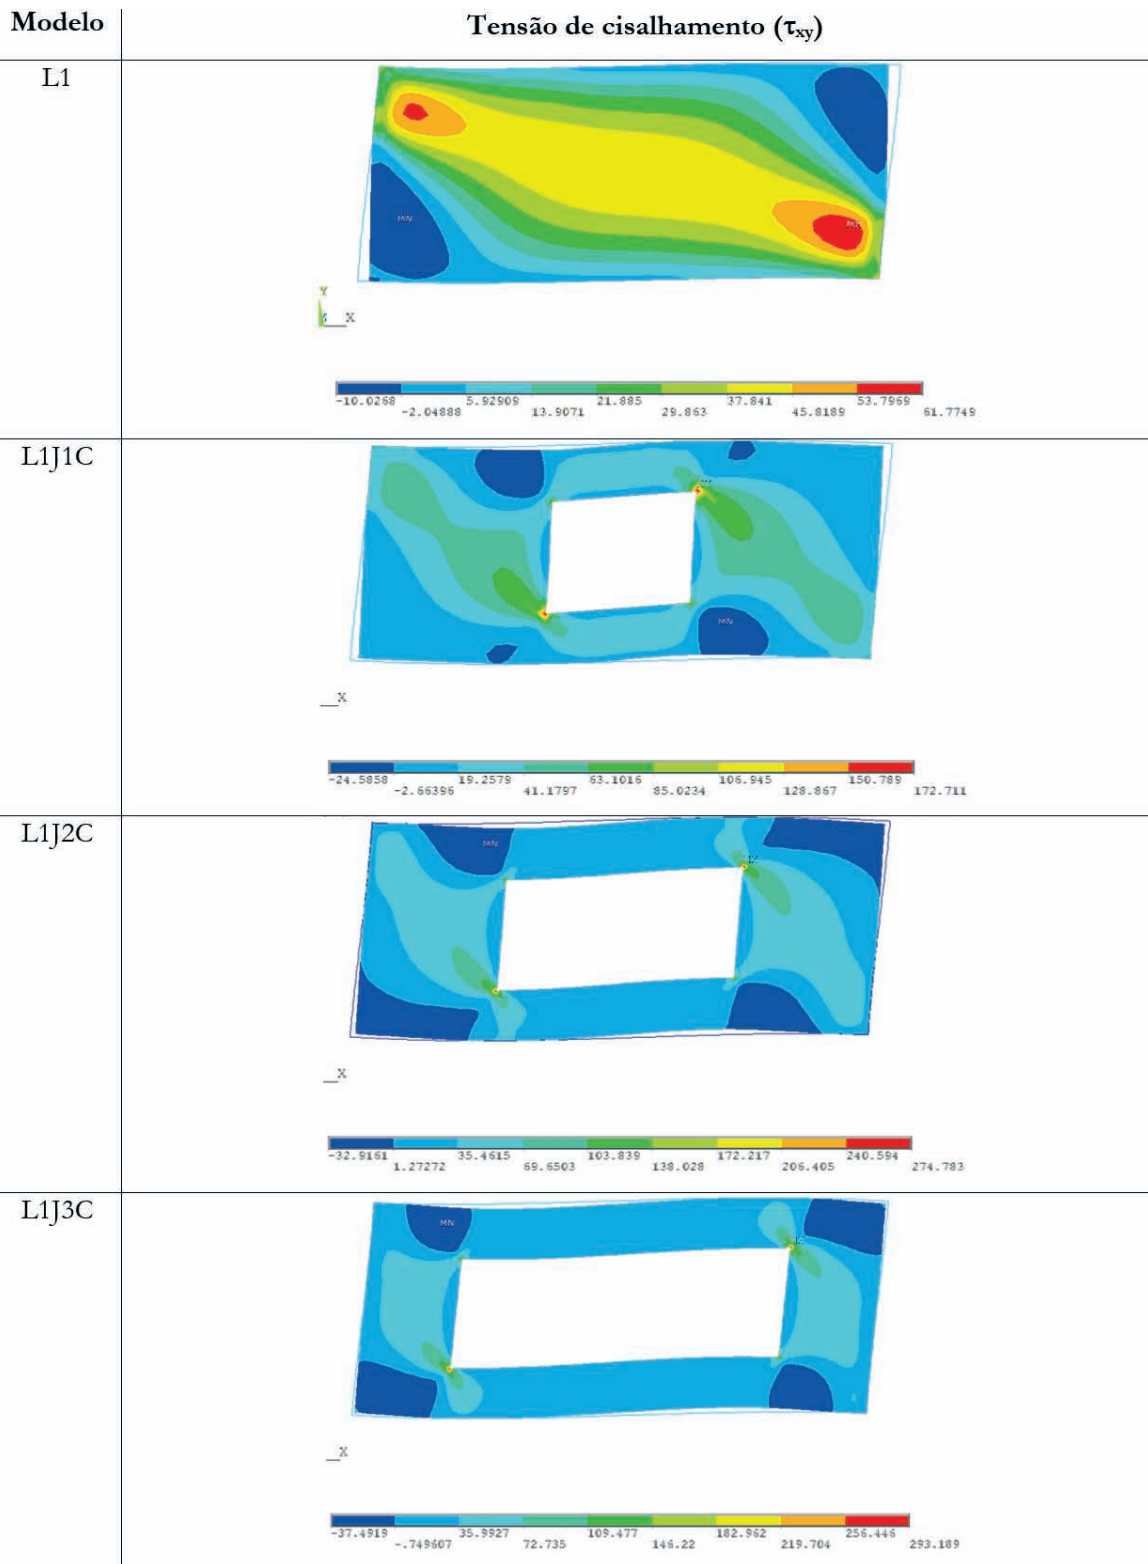 Modelo Tensão de cisalhamento (τxy)
L1
MN
Y
X
-10.0268 5.92909 21.885 37.841 53.7969
-2.04888 13.9071 29.863 45.8189 61.7749
L1J1C
MN
X
-24.5858 19.2579 63.1016 106.945 150.789
-2.66396 41.1797 85.0234 128.867 172.711
L1J2C
MN
X
-32.9161 35.4615 103.839 172.217 240.594
1.27272 69.6503 138.028 206.405 274.783
L1J3C
MN
X
-37.4919 35.9927 109.477 182.962 256.446
-.749607 72.735 146.22 219.704 293.189